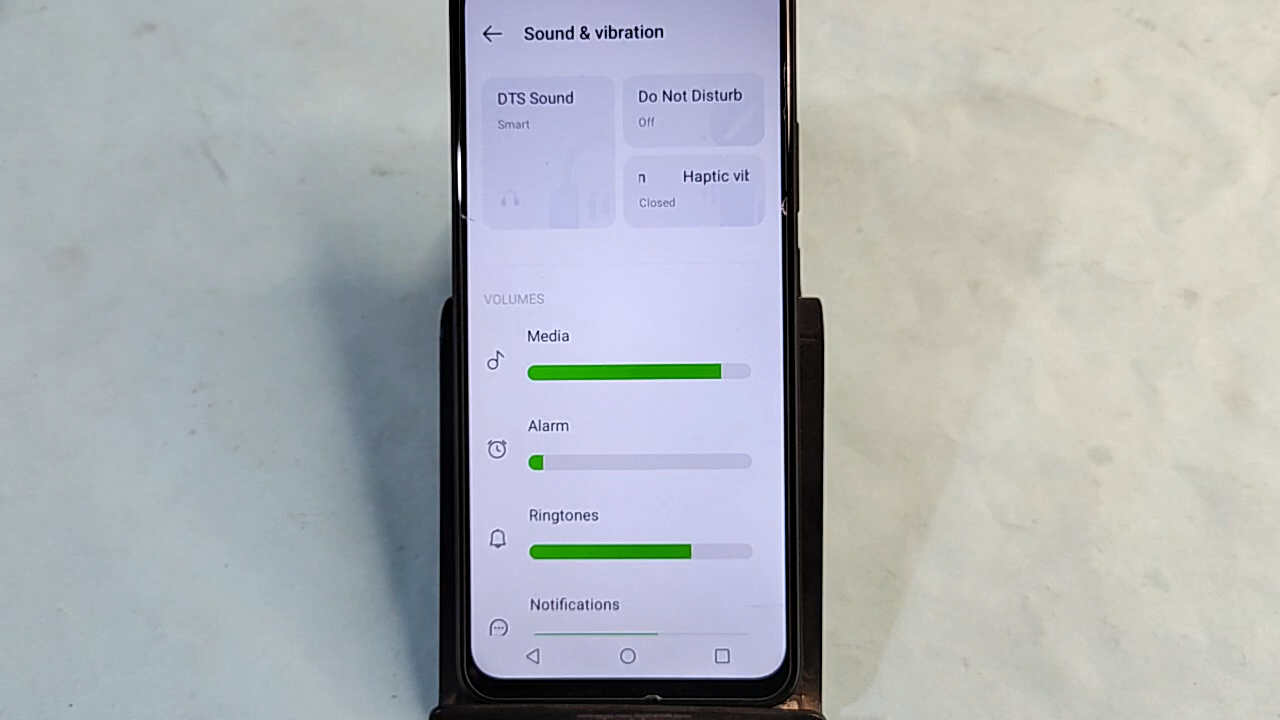 Sound & vibration
DTS Sound
Smart
Do Not Disturb
Off
n Haptic vit
Closed
VOLUMES
Media
Alarm
Ringtones
Notifications